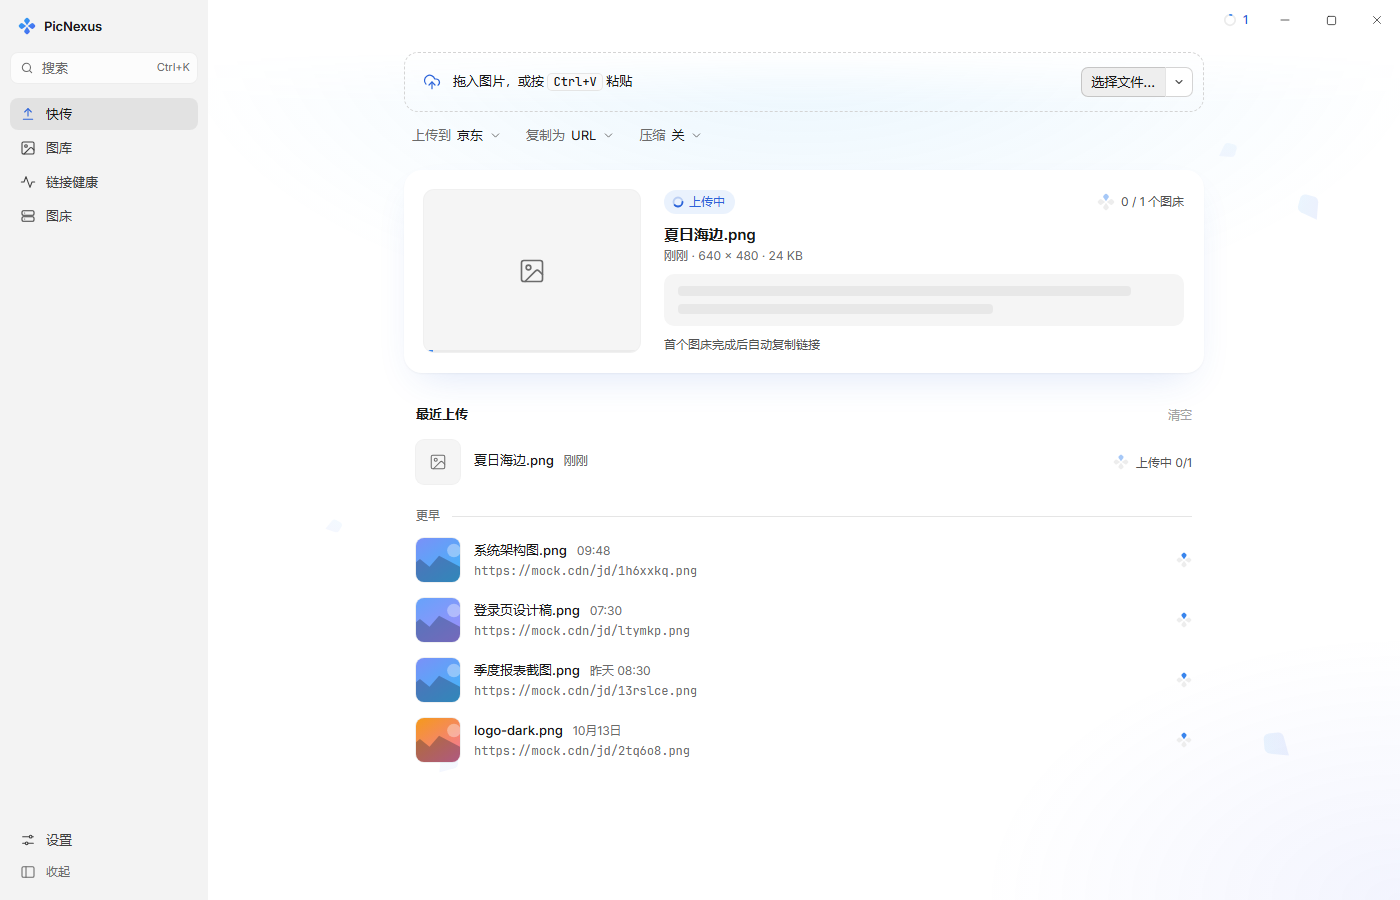 PicNexus
搜索 Ctrl+K
快传
图库
链接健康
图床
设置
收起
1
拖入图片，或按 Ctrl+V 粘贴
选择文件...
上传到 京东 复制为 URL 压缩 关
上传中
0 / 1 个图床
夏日海边.png
刚刚 · 640 × 480 · 24 KB
首个图床完成后自动复制链接
最近上传 清空
夏日海边.png 刚刚 上传中 0/1
更早
系统架构图.png 09:48
https://mock.cdn/jd/1h6xxkq.png
登录页设计稿.png 07:30
https://mock.cdn/jd/ltymkp.png
季度报表截图.png 昨天 08:30
https://mock.cdn/jd/13rslce.png
logo-dark.png 10月13日
https://mock.cdn/jd/2tq6o8.png